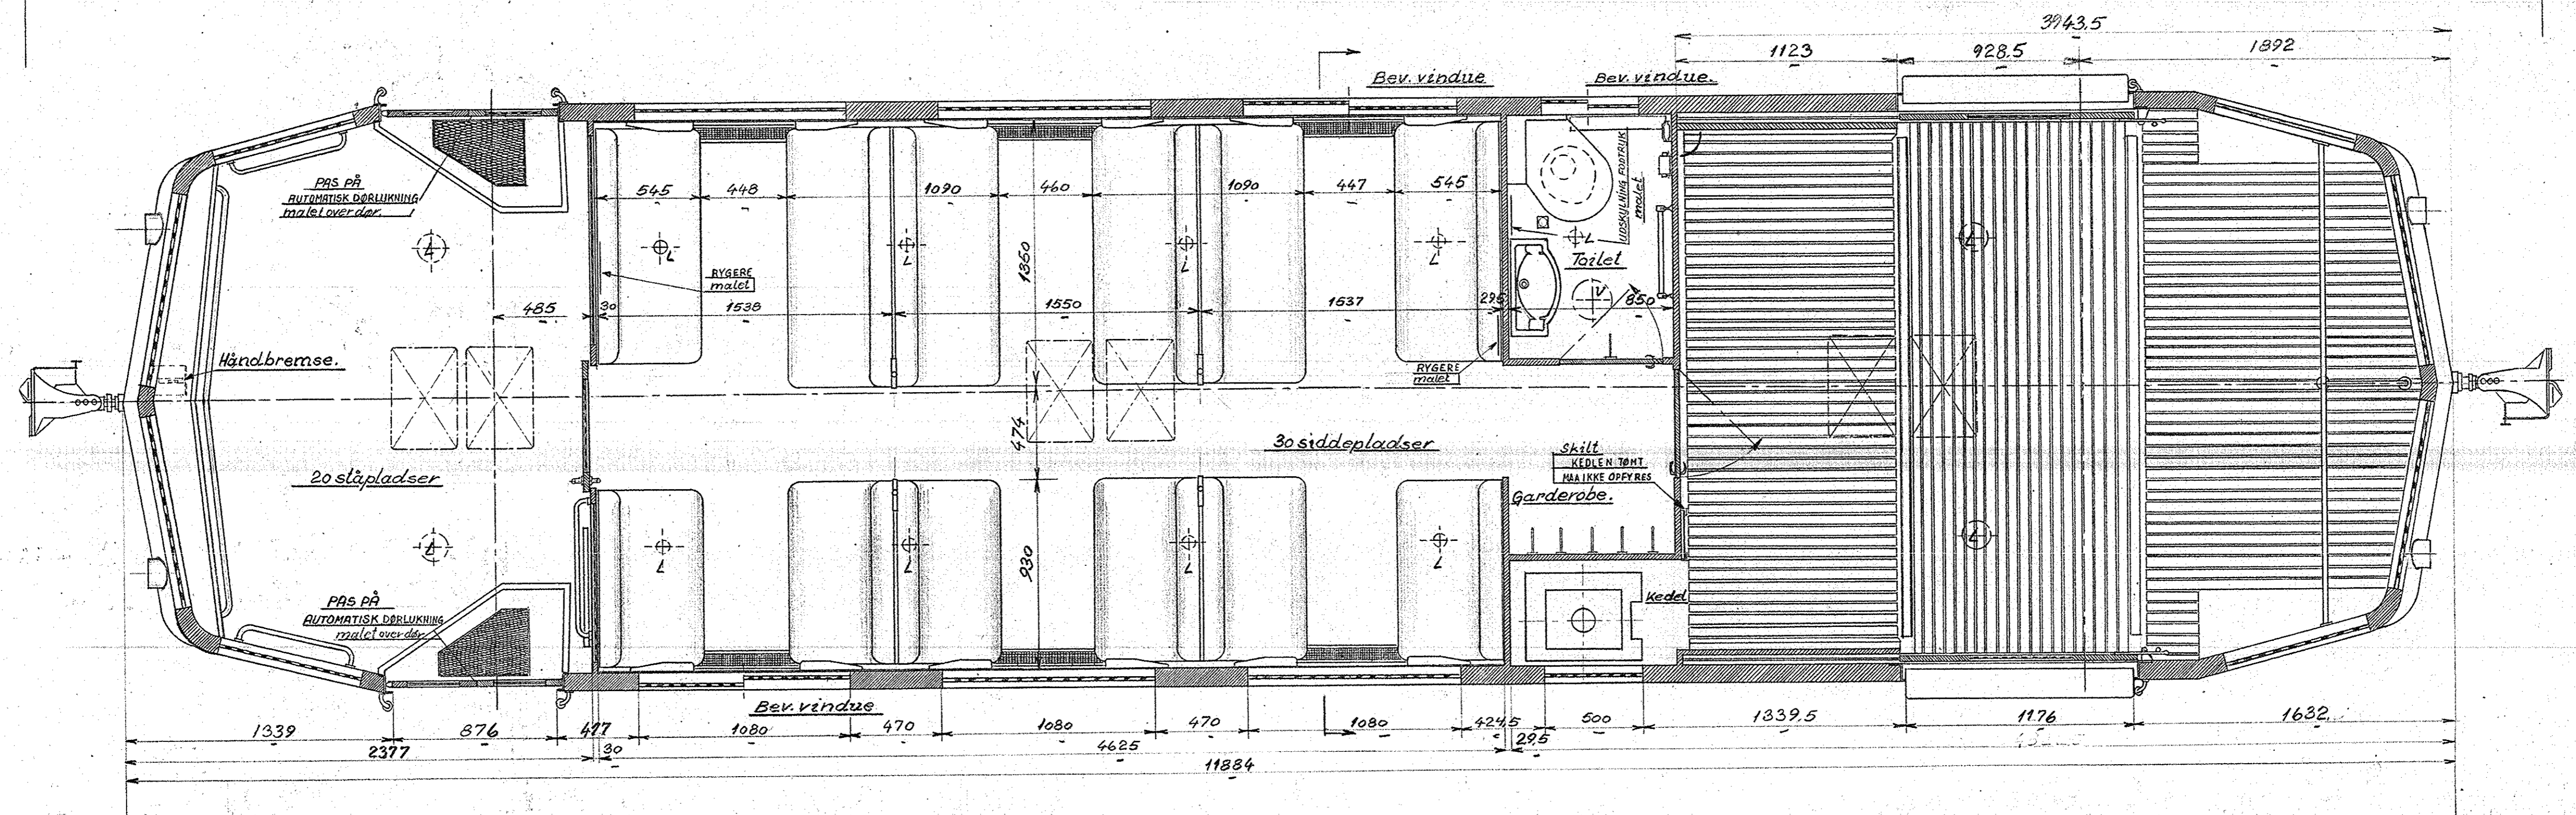 3943.5
1123
928.5
1892
Bev. vindue
Bev. vindue.
PAS PÅ
AUTOMATISK DØRLUKNING
malet over dør.
545
448
1090
460
1090
447
545
UDSKYLNING FODTRYK
malet
L
L
L
L
L
L
L
L
RYGERE
malet
1350
Toilet
485
30
1538
1550
1537
29.5
V
850
Håndbremse.
RYGERE
malet
474
30 siddepladser
20 ståpladser
Skilt
KEDLEN TØMT
MAA IKKE OPFYRES
Garderobe.
L
L
L
L
L
L
930
PAS PÅ
AUTOMATISK DØRLUKNING
malet over dør.
Kedel
Bev. vindue
1339
876
417
1080
470
1080
470
1080
424.5
500
1339.5
1176
1632.
2377
30
4625
29.5
11884